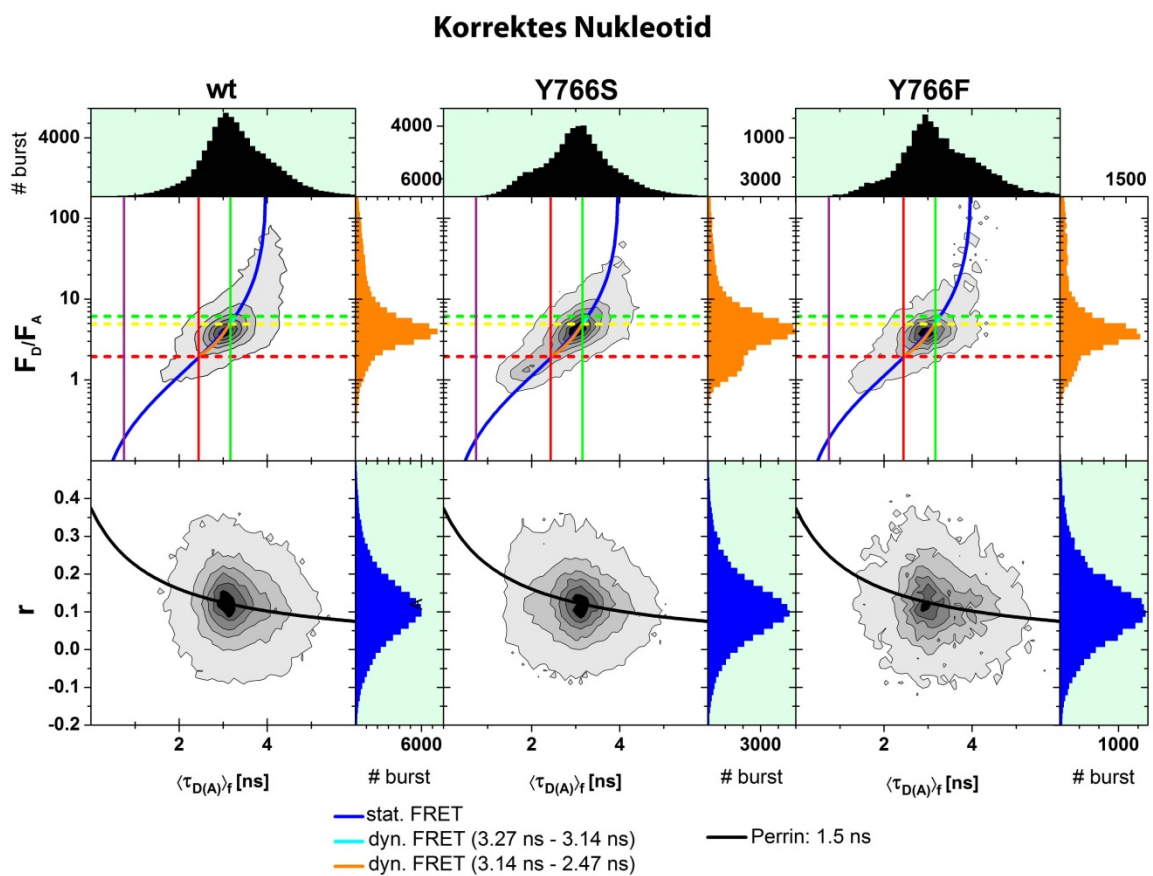 Korrektes Nukleotid
wt Y766S Y766F
# burst
4000
6000
4000
3000
1000
1500
F_D/F_A
100
10
1
r
0.4
0.3
0.2
0.1
0.0
-0.1
-0.2
2 4 6000 2 4 3000 2 4 1000
⟨τ_D(A)⟩_f [ns] # burst ⟨τ_D(A)⟩_f [ns] # burst ⟨τ_D(A)⟩_f [ns] # burst
stat. FRET
dyn. FRET (3.27 ns - 3.14 ns) Perrin: 1.5 ns
dyn. FRET (3.14 ns - 2.47 ns)